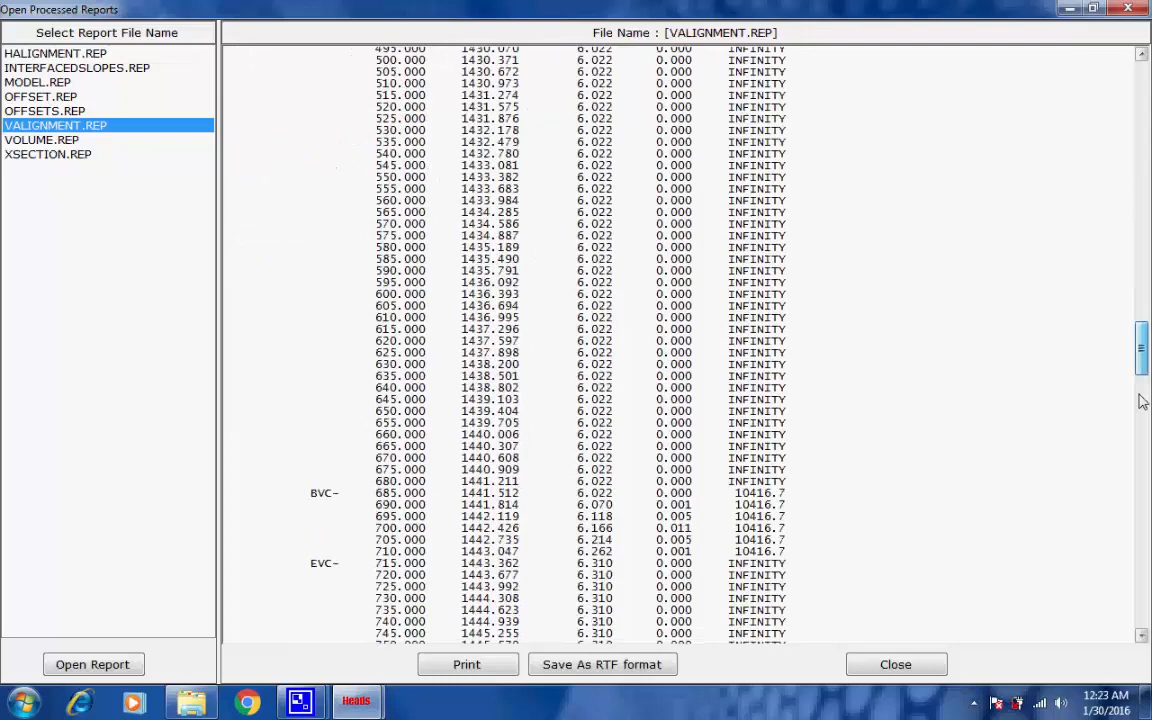 Open Processed Reports
Select Report File Name
File Name : [VALIGNMENT.REP]
HALIGNMENT.REP
INTERFACEDSLOPES.REP
MODEL.REP
OFFSET.REP
OFFSETS.REP
VALIGNMENT.REP
VOLUME.REP
XSECTION.REP
495.000 1430.070 6.022 0.000 INFINITY
500.000 1430.371 6.022 0.000 INFINITY
505.000 1430.672 6.022 0.000 INFINITY
510.000 1430.973 6.022 0.000 INFINITY
515.000 1431.274 6.022 0.000 INFINITY
520.000 1431.575 6.022 0.000 INFINITY
525.000 1431.876 6.022 0.000 INFINITY
530.000 1432.178 6.022 0.000 INFINITY
535.000 1432.479 6.022 0.000 INFINITY
540.000 1432.780 6.022 0.000 INFINITY
545.000 1433.081 6.022 0.000 INFINITY
550.000 1433.382 6.022 0.000 INFINITY
555.000 1433.683 6.022 0.000 INFINITY
560.000 1433.984 6.022 0.000 INFINITY
565.000 1434.285 6.022 0.000 INFINITY
570.000 1434.586 6.022 0.000 INFINITY
575.000 1434.887 6.022 0.000 INFINITY
580.000 1435.189 6.022 0.000 INFINITY
585.000 1435.490 6.022 0.000 INFINITY
590.000 1435.791 6.022 0.000 INFINITY
595.000 1436.092 6.022 0.000 INFINITY
600.000 1436.393 6.022 0.000 INFINITY
605.000 1436.694 6.022 0.000 INFINITY
610.000 1436.995 6.022 0.000 INFINITY
615.000 1437.296 6.022 0.000 INFINITY
620.000 1437.597 6.022 0.000 INFINITY
625.000 1437.898 6.022 0.000 INFINITY
630.000 1438.200 6.022 0.000 INFINITY
635.000 1438.501 6.022 0.000 INFINITY
640.000 1438.802 6.022 0.000 INFINITY
645.000 1439.103 6.022 0.000 INFINITY
650.000 1439.404 6.022 0.000 INFINITY
655.000 1439.705 6.022 0.000 INFINITY
660.000 1440.006 6.022 0.000 INFINITY
665.000 1440.307 6.022 0.000 INFINITY
670.000 1440.608 6.022 0.000 INFINITY
675.000 1440.909 6.022 0.000 INFINITY
680.000 1441.211 6.022 0.000 INFINITY
BVC- 685.000 1441.512 6.022 0.000 10416.7
690.000 1441.814 6.070 0.001 10416.7
695.000 1442.119 6.118 0.005 10416.7
700.000 1442.426 6.166 0.011 10416.7
705.000 1442.735 6.214 0.005 10416.7
710.000 1443.047 6.262 0.001 10416.7
EVC- 715.000 1443.362 6.310 0.000 INFINITY
720.000 1443.677 6.310 0.000 INFINITY
725.000 1443.992 6.310 0.000 INFINITY
730.000 1444.308 6.310 0.000 INFINITY
735.000 1444.623 6.310 0.000 INFINITY
740.000 1444.939 6.310 0.000 INFINITY
745.000 1445.255 6.310 0.000 INFINITY
Open Report
Print
Save As RTF format
Close
Heads
12:23 AM
1/30/2016